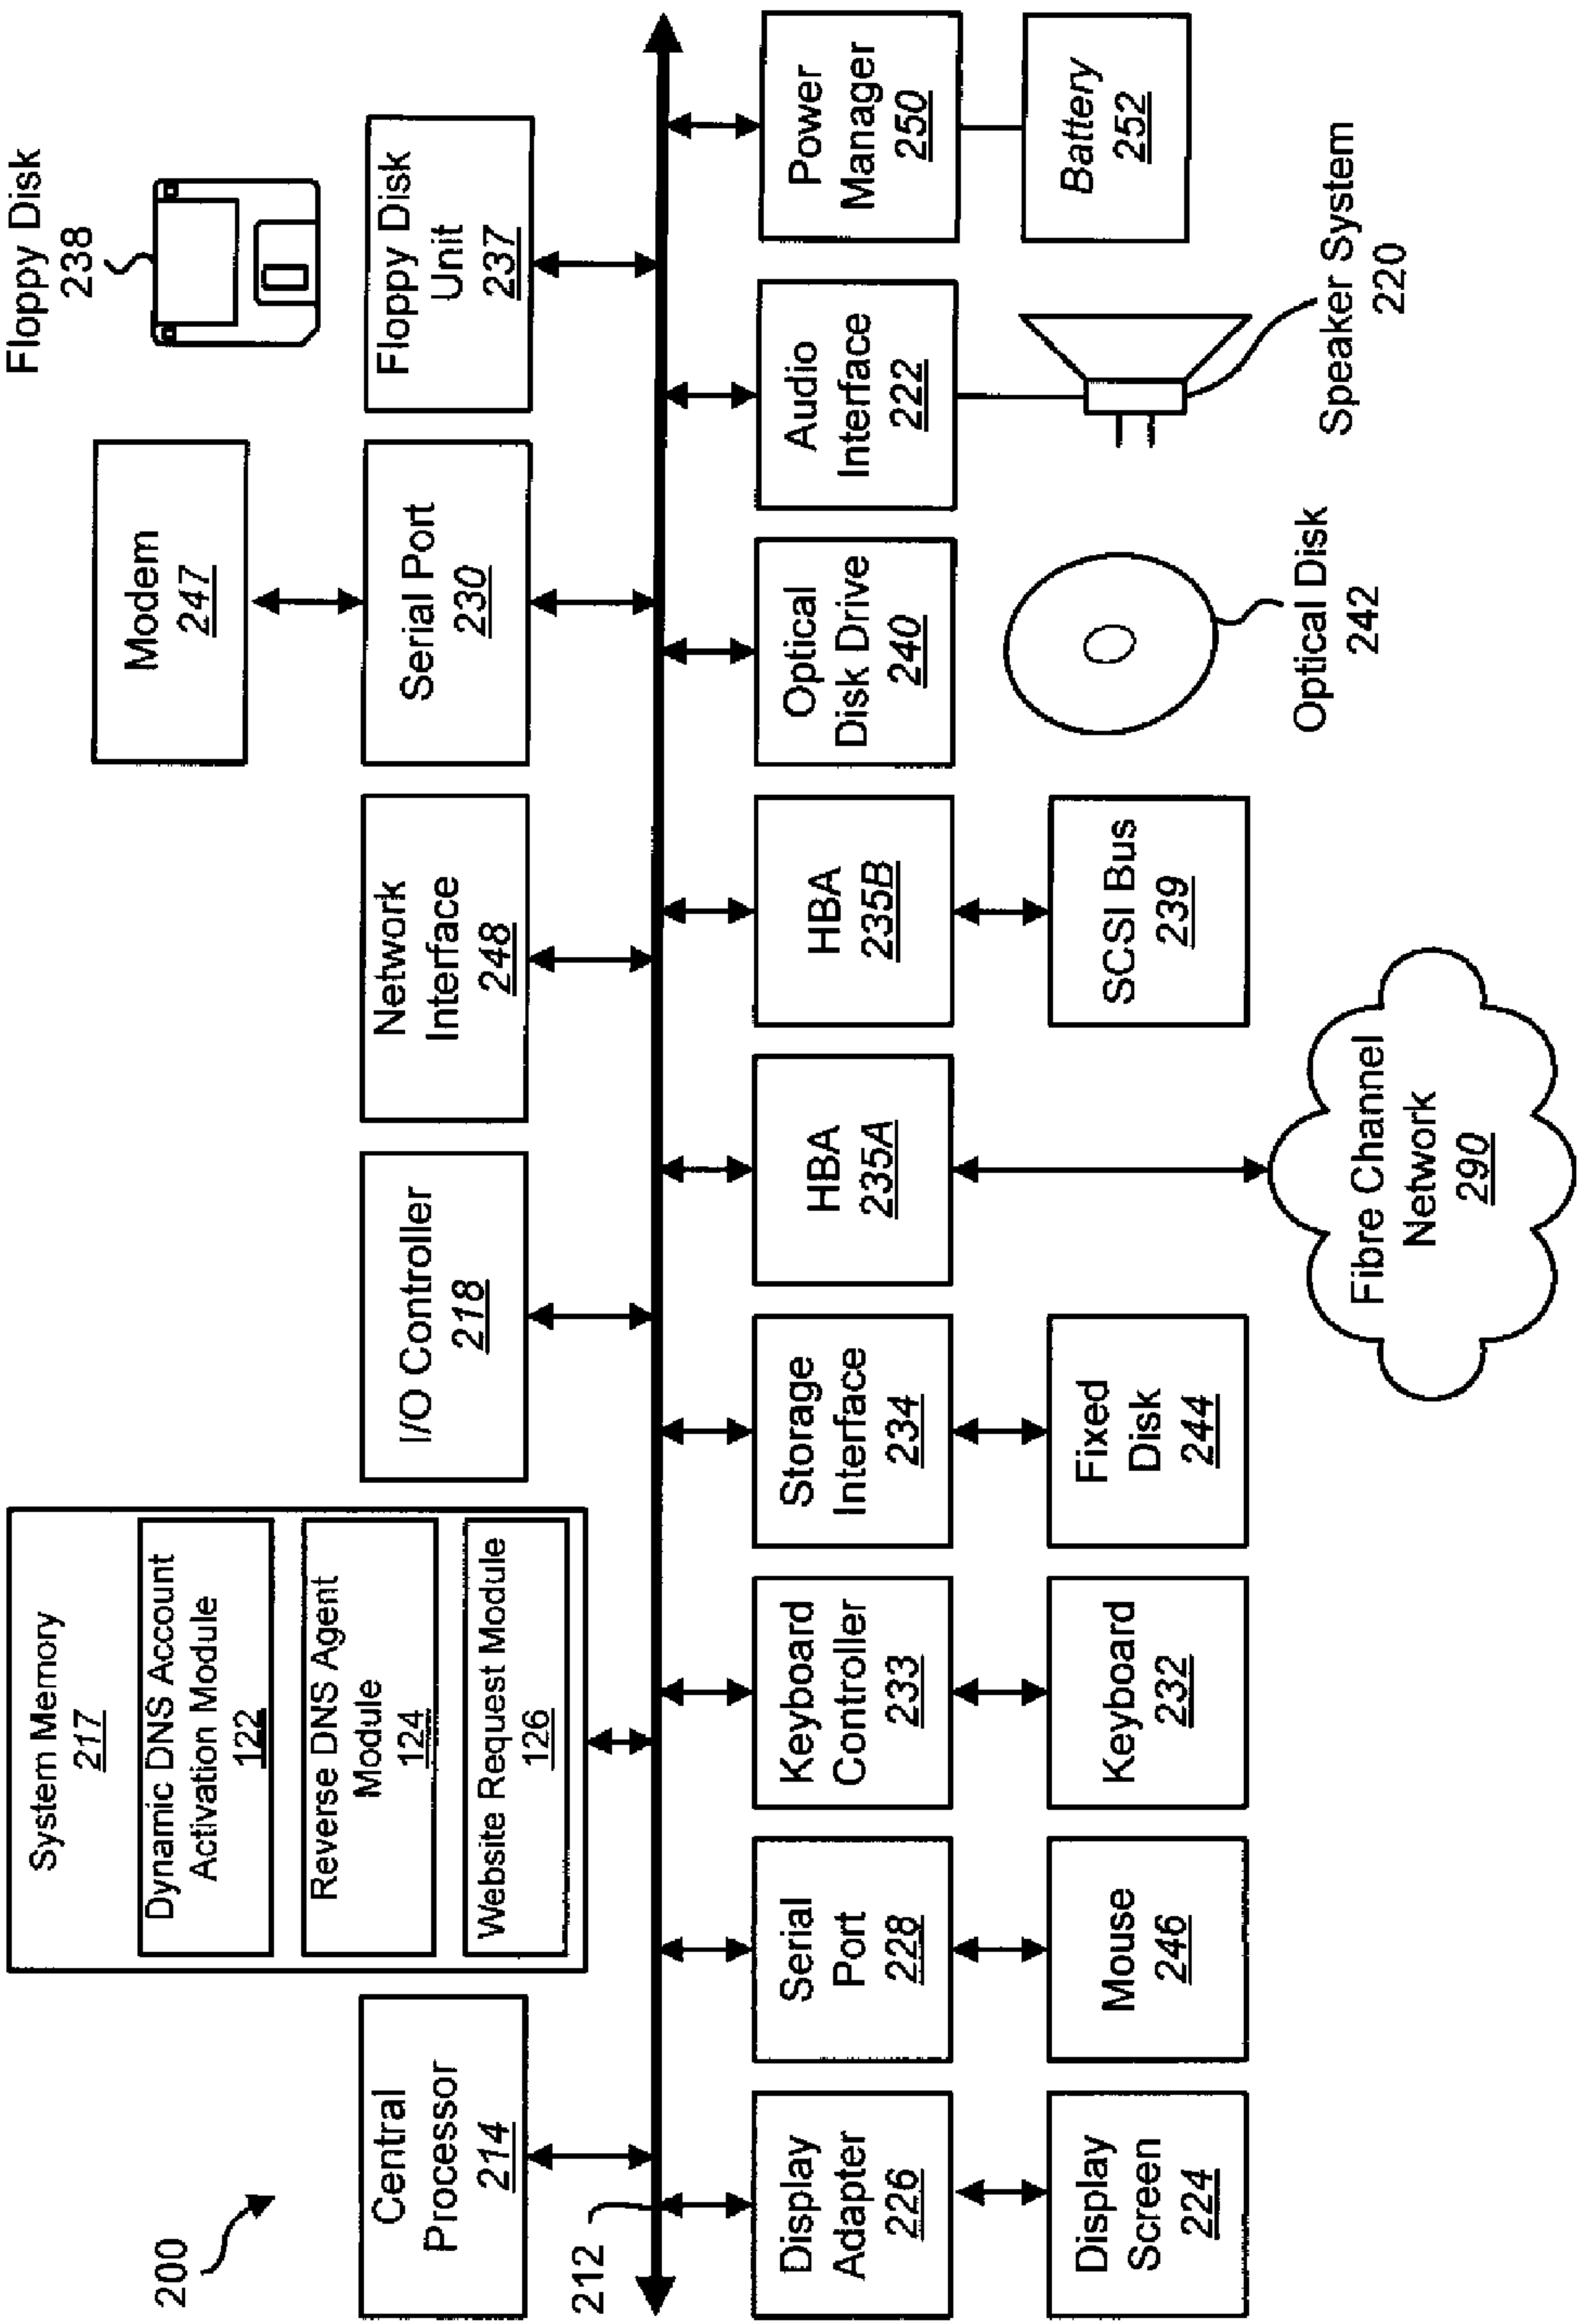 200
Central
Processor
214
System Memory
217
Dynamic DNS Account
Activation Module
122
Reverse DNS Agent
Module
124
Website Request Module
126
I/O Controller
218
Network
Interface
248
Modem
247
Serial Port
230
Floppy Disk
238
Floppy Disk
Unit
237
212
Display
Adapter
226
Serial
Port
228
Keyboard
Controller
233
Storage
Interface
234
HBA
235A
HBA
235B
Optical
Disk Drive
240
Audio
Interface
222
Power
Manager
250
Display
Screen
224
Mouse
246
Keyboard
232
Fixed
Disk
244
Fibre Channel
Network
290
SCSI Bus
239
Optical Disk
242
Speaker System
220
Battery
252